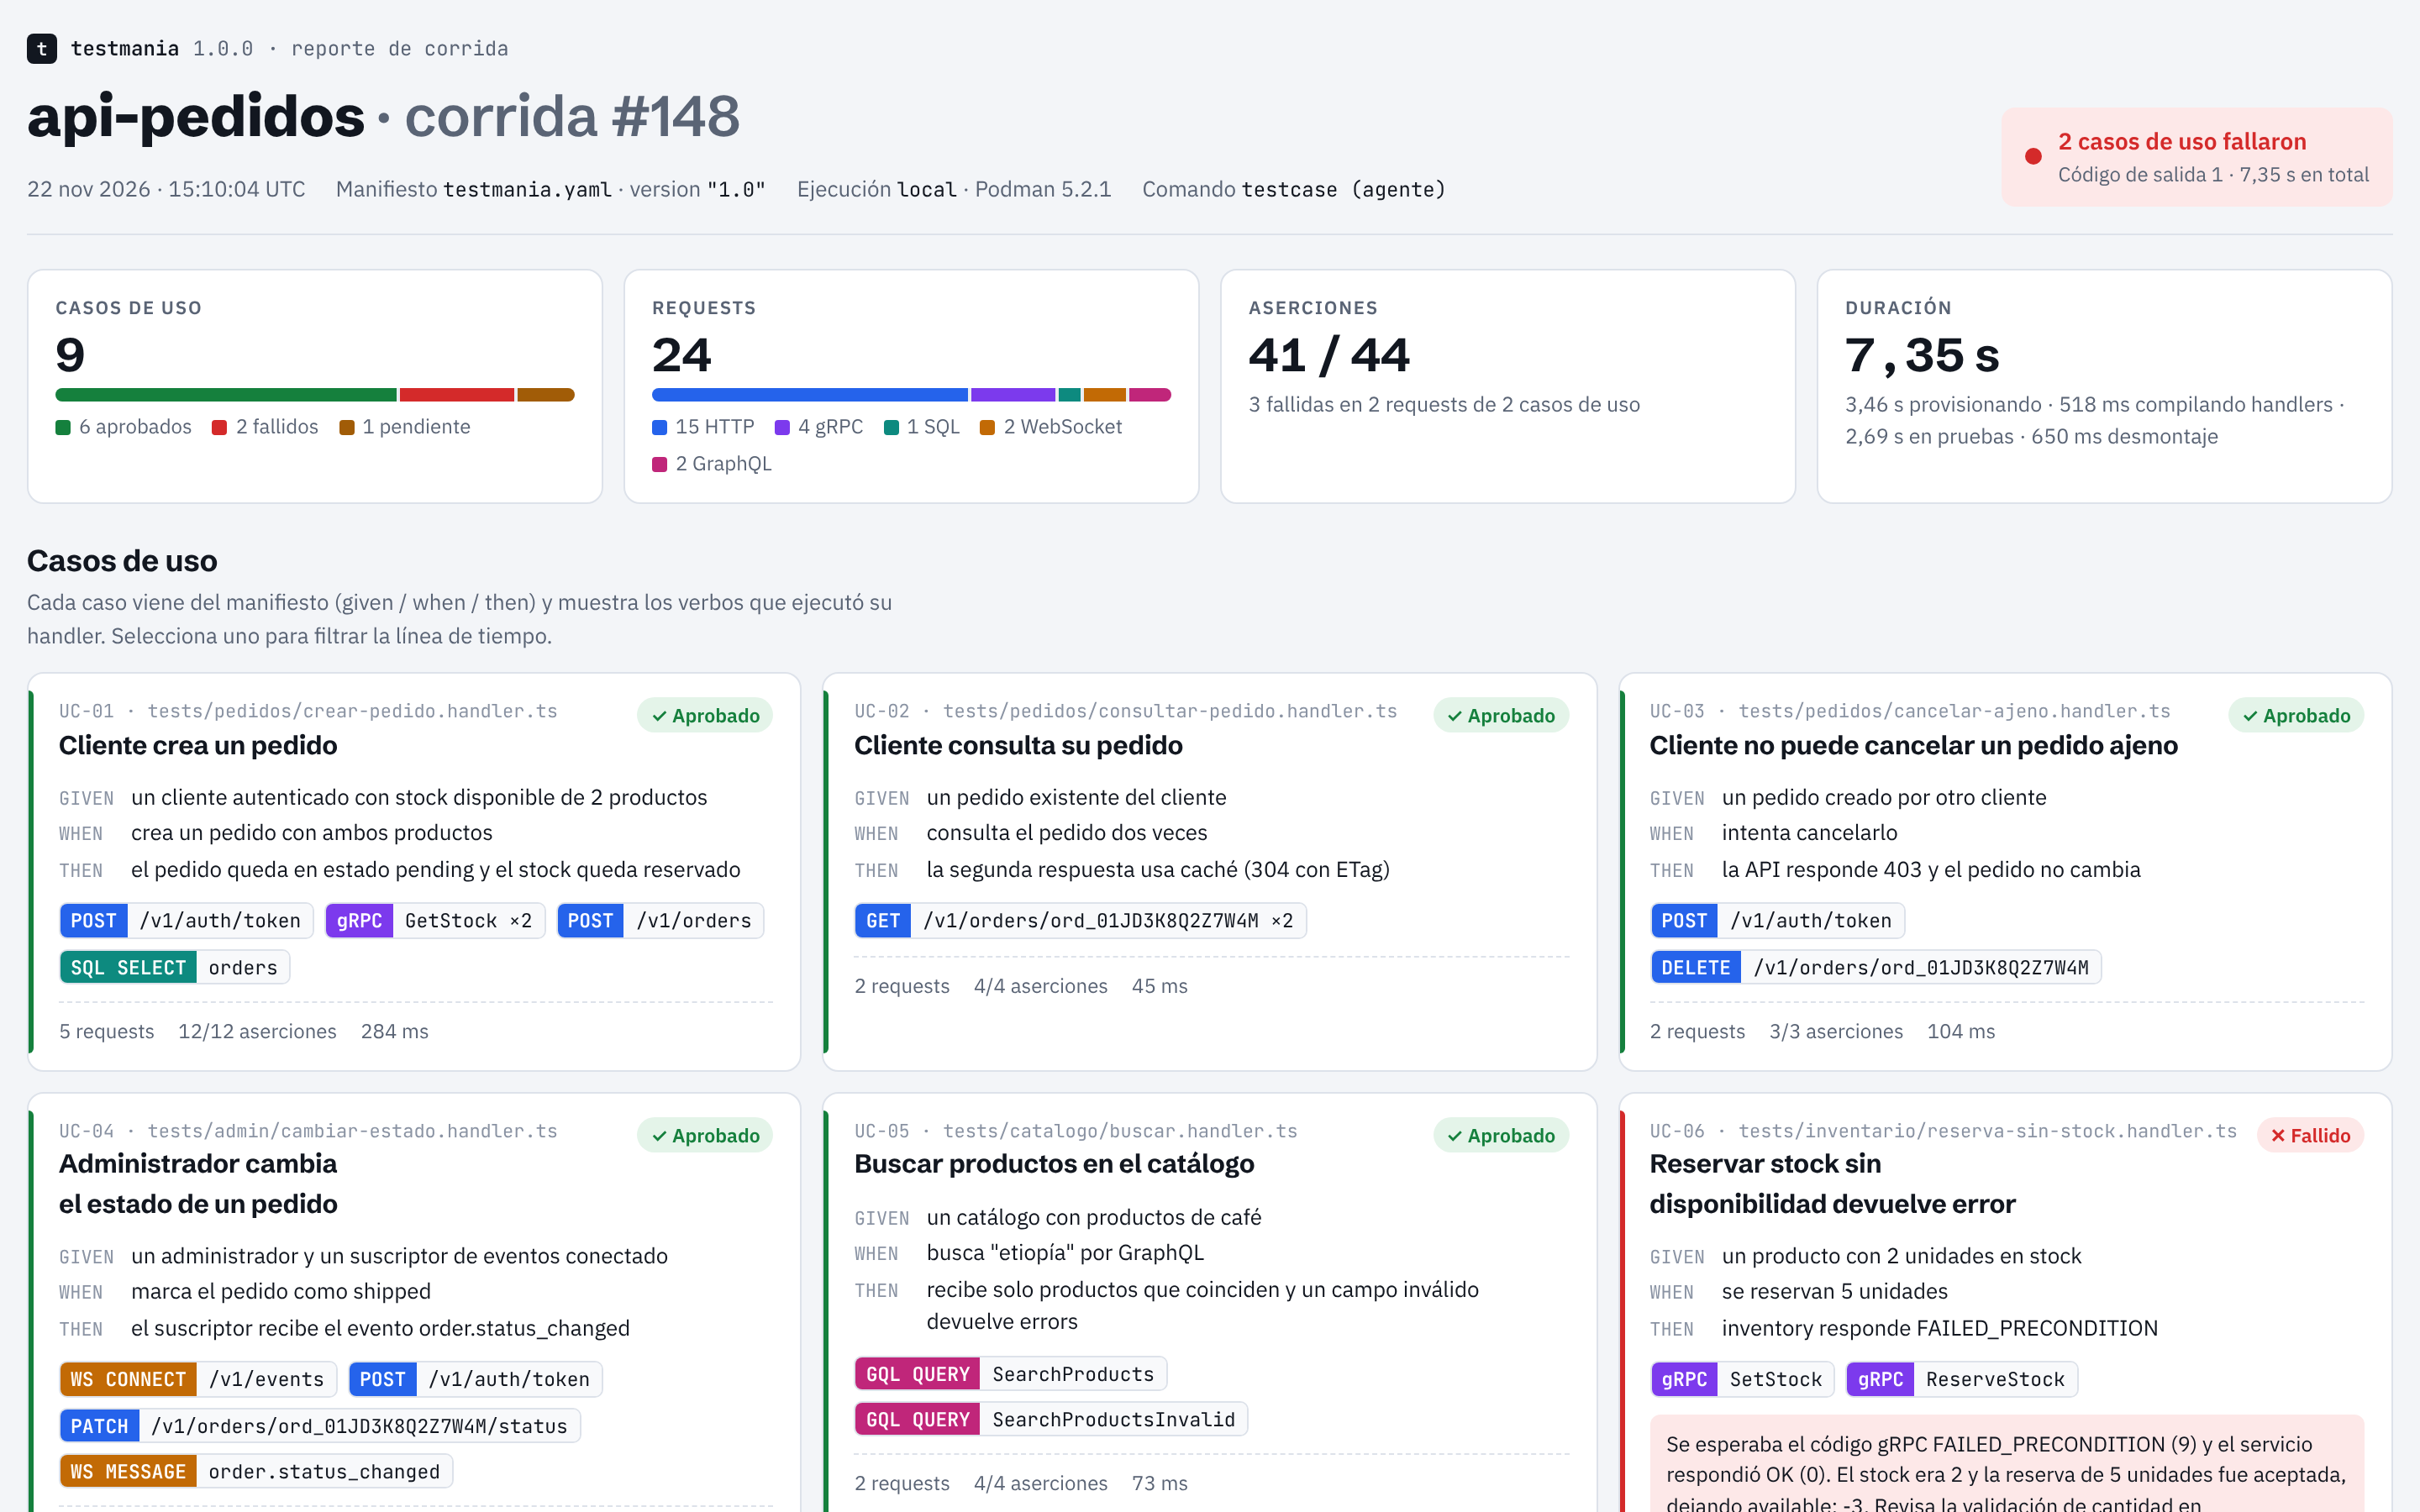 t testmania 1.0.0 · reporte de corrida
api-pedidos · corrida #148
22 nov 2026 · 15:10:04 UTC Manifiesto testmania.yaml · version "1.0" Ejecución local · Podman 5.2.1 Comando testcase (agente)
2 casos de uso fallaron
Código de salida 1 · 7,35 s en total
CASOS DE USO
9
6 aprobados 2 fallidos 1 pendiente
REQUESTS
24
15 HTTP 4 gRPC 1 SQL 2 WebSocket
2 GraphQL
ASERCIONES
41 / 44
3 fallidas en 2 requests de 2 casos de uso
DURACIÓN
7,35 s
3,46 s provisionando · 518 ms compilando handlers ·
2,69 s en pruebas · 650 ms desmontaje
Casos de uso
Cada caso viene del manifiesto (given / when / then) y muestra los verbos que ejecutó su
handler. Selecciona uno para filtrar la línea de tiempo.
UC-01 · tests/pedidos/crear-pedido.handler.ts ✓ Aprobado
Cliente crea un pedido
GIVEN un cliente autenticado con stock disponible de 2 productos
WHEN crea un pedido con ambos productos
THEN el pedido queda en estado pending y el stock queda reservado
POST /v1/auth/token gRPC GetStock ×2 POST /v1/orders
SQL SELECT orders
5 requests 12/12 aserciones 284 ms
UC-02 · tests/pedidos/consultar-pedido.handler.ts ✓ Aprobado
Cliente consulta su pedido
GIVEN un pedido existente del cliente
WHEN consulta el pedido dos veces
THEN la segunda respuesta usa caché (304 con ETag)
GET /v1/orders/ord_01JD3K8Q2Z7W4M ×2
2 requests 4/4 aserciones 45 ms
UC-03 · tests/pedidos/cancelar-ajeno.handler.ts ✓ Aprobado
Cliente no puede cancelar un pedido ajeno
GIVEN un pedido creado por otro cliente
WHEN intenta cancelarlo
THEN la API responde 403 y el pedido no cambia
POST /v1/auth/token
DELETE /v1/orders/ord_01JD3K8Q2Z7W4M
2 requests 3/3 aserciones 104 ms
UC-04 · tests/admin/cambiar-estado.handler.ts ✓ Aprobado
Administrador cambia
el estado de un pedido
GIVEN un administrador y un suscriptor de eventos conectado
WHEN marca el pedido como shipped
THEN el suscriptor recibe el evento order.status_changed
WS CONNECT /v1/events POST /v1/auth/token
PATCH /v1/orders/ord_01JD3K8Q2Z7W4M/status
WS MESSAGE order.status_changed
UC-05 · tests/catalogo/buscar.handler.ts ✓ Aprobado
Buscar productos en el catálogo
GIVEN un catálogo con productos de café
WHEN busca "etiopía" por GraphQL
THEN recibe solo productos que coinciden y un campo inválido
devuelve errors
GQL QUERY SearchProducts
GQL QUERY SearchProductsInvalid
2 requests 4/4 aserciones 73 ms
UC-06 · tests/inventario/reserva-sin-stock.handler.ts ✕ Fallido
Reservar stock sin
disponibilidad devuelve error
GIVEN un producto con 2 unidades en stock
WHEN se reservan 5 unidades
THEN inventory responde FAILED_PRECONDITION
gRPC SetStock gRPC ReserveStock
Se esperaba el código gRPC FAILED_PRECONDITION (9) y el servicio
respondió OK (0). El stock era 2 y la reserva de 5 unidades fue aceptada,
dejando available: -3. Revisa la validación de cantidad en